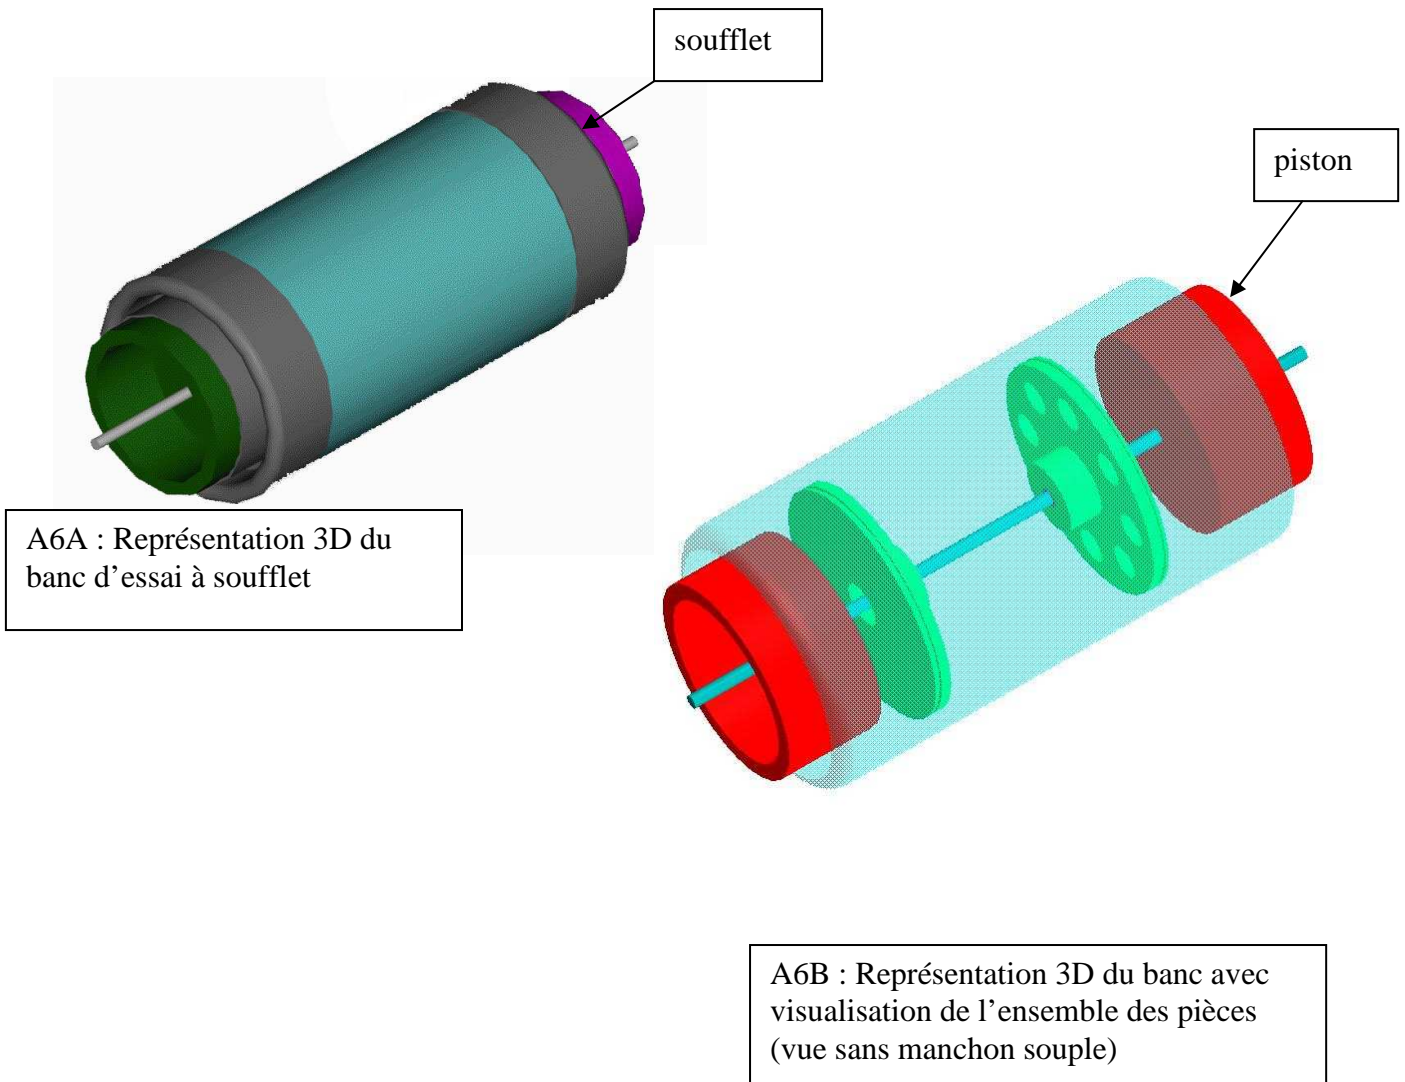 soufflet
piston
A6A : Représentation 3D du
banc d’essai à soufflet
A6B : Représentation 3D du banc avec
visualisation de l’ensemble des pièces
(vue sans manchon souple)